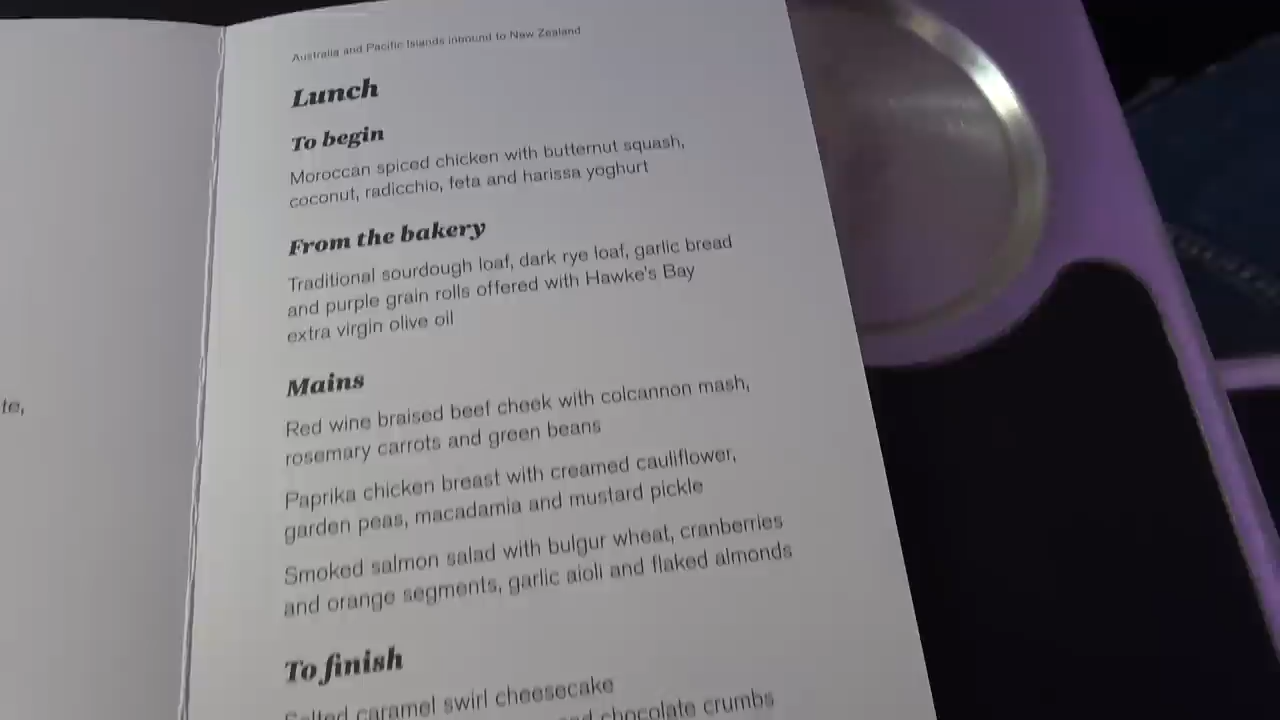 Australia and Pacific Islands inbound to New Zealand
Lunch
To begin
Moroccan spiced chicken with butternut squash,
coconut, radicchio, feta and harissa yoghurt
From the bakery
Traditional sourdough loaf, dark rye loaf, garlic bread
and purple grain rolls offered with Hawke's Bay
extra virgin olive oil
Mains
Red wine braised beef cheek with colcannon mash,
rosemary carrots and green beans
Paprika chicken breast with creamed cauliflower,
garden peas, macadamia and mustard pickle
Smoked salmon salad with bulgur wheat, cranberries
and orange segments, garlic aioli and flaked almonds
To finish
Salted caramel swirl cheesecake
and chocolate crumbs
te,